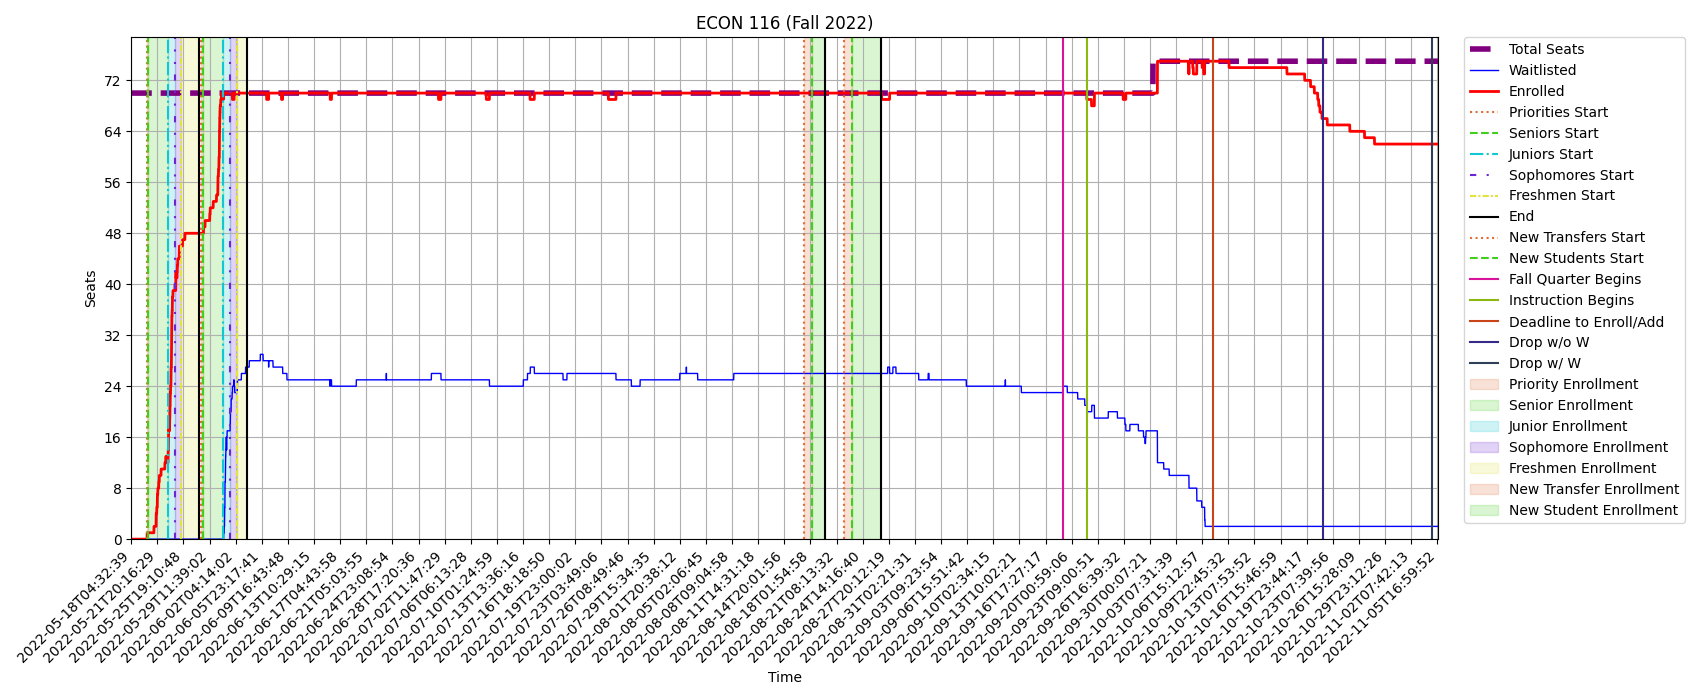 ECON 116 (Fall 2022)
Seats
72
64
56
48
40
32
24
16
8
0
2022-05-18T04:32:39
2022-05-21T20:16:29
2022-05-25T19:10:48
2022-05-29T11:39:02
2022-06-02T04:14:02
2022-06-05T23:17:41
2022-06-09T16:43:48
2022-06-13T10:29:15
2022-06-17T04:43:58
2022-06-21T05:03:55
2022-06-24T23:08:54
2022-06-28T17:20:36
2022-07-02T11:47:29
2022-07-06T06:13:28
2022-07-10T01:24:59
2022-07-13T13:36:16
2022-07-16T18:18:50
2022-07-19T23:00:02
2022-07-23T03:49:06
2022-07-26T08:49:46
2022-07-29T15:34:35
2022-08-01T20:38:12
2022-08-05T02:06:45
2022-08-08T09:04:58
2022-08-11T14:31:18
2022-08-14T20:01:56
2022-08-18T01:54:58
2022-08-21T08:13:32
2022-08-24T14:16:40
2022-08-27T20:12:19
2022-08-31T02:21:31
2022-09-03T09:23:54
2022-09-06T15:51:42
2022-09-10T02:34:15
2022-09-13T10:02:21
2022-09-16T17:27:17
2022-09-20T00:59:06
2022-09-23T09:00:51
2022-09-26T16:39:32
2022-09-30T00:07:21
2022-10-03T07:31:39
2022-10-06T15:12:57
2022-10-09T22:45:32
2022-10-13T07:53:52
2022-10-16T15:46:59
2022-10-19T23:44:17
2022-10-23T07:39:56
2022-10-26T15:28:09
2022-10-29T23:12:26
2022-11-02T07:42:13
2022-11-05T16:59:52
Time
Total Seats
Waitlisted
Enrolled
Priorities Start
Seniors Start
Juniors Start
Sophomores Start
Freshmen Start
End
New Transfers Start
New Students Start
Fall Quarter Begins
Instruction Begins
Deadline to Enroll/Add
Drop w/o W
Drop w/ W
Priority Enrollment
Senior Enrollment
Junior Enrollment
Sophomore Enrollment
Freshmen Enrollment
New Transfer Enrollment
New Student Enrollment